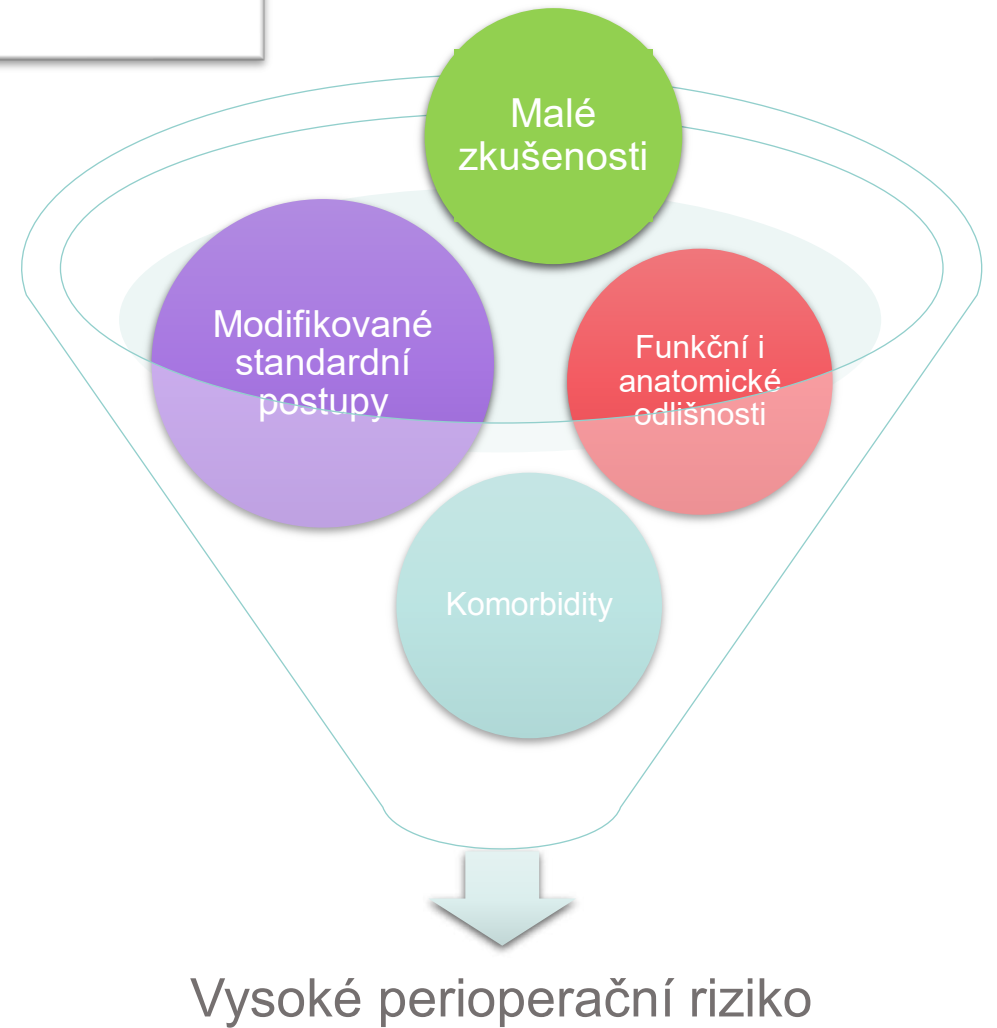 Malé
zkušenosti
Modifikované
standardní
postupy
Funkční i
anatomické
odlišnosti
Komorbidity
Vysoké perioperační riziko